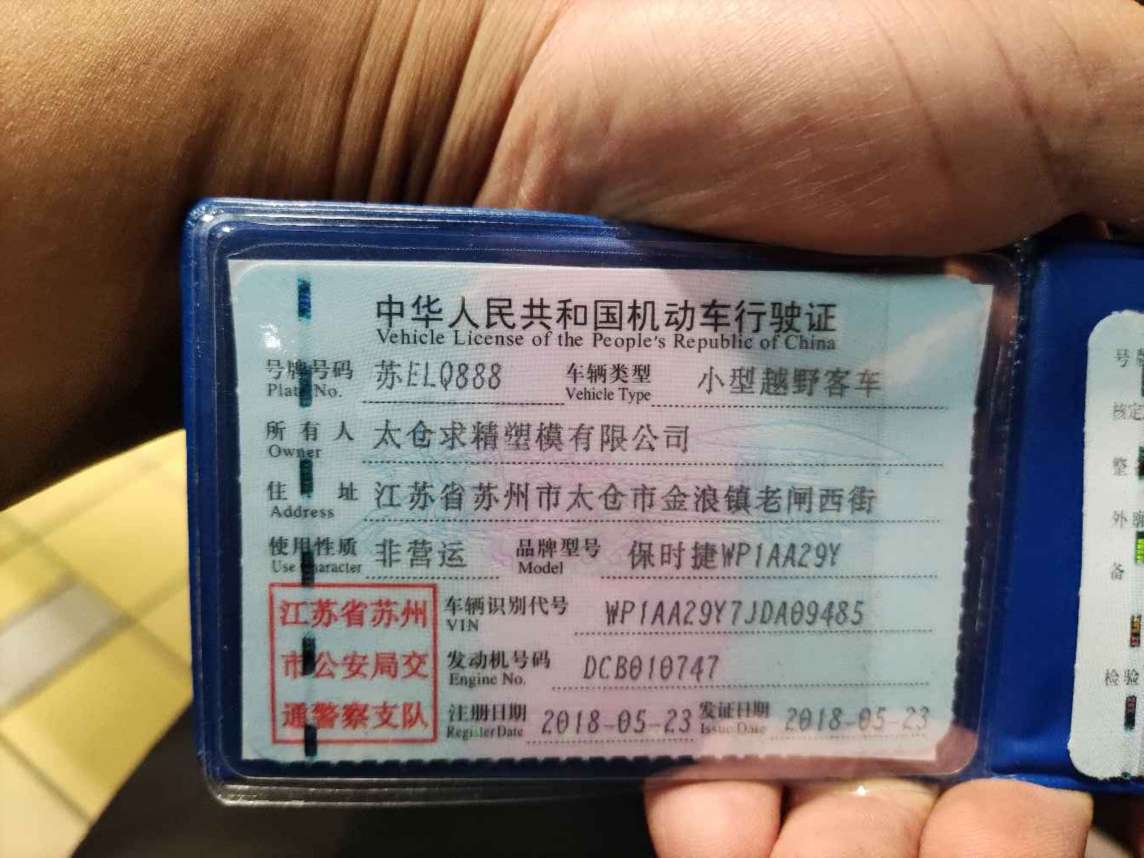 中华人民共和国机动车行驶证
Vehicle License of the People's Republic of China
号牌号码 苏ELQ888 车辆类型 小型越野客车
Plate No. Vehicle Type
所有人 太仓求精塑模有限公司
Owner
住址 江苏省苏州市太仓市金浪镇老闸西街
Address
使用性质 非营运 品牌型号 保时捷WP1AA29Y
Use Character Model
江苏省苏州
市公安局交
通警察支队
车辆识别代号 WP1AA29Y7JDA09485
VIN
发动机号码 DCB010747
Engine No.
注册日期 2018-05-23 发证日期 2018-05-23
Register Date Issue Date
号
核定
整
外
备
检验